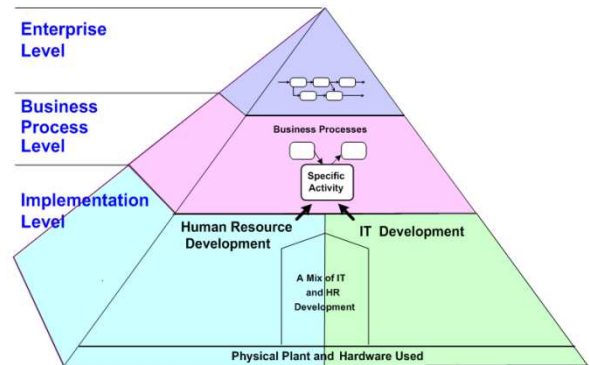 Enterprise
Level
Business
Process
Level
Business Processes
Specific
Activity
Implementation
Level
Human Resource
Development
IT Development
A Mix of IT
and HR
Development
Physical Plant and Hardware Used